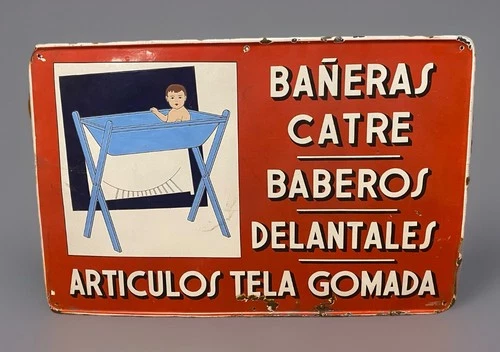 BAÑERAS
CATRE
BABEROS
DELANTALES
ARTICULOS TELA GOMADA